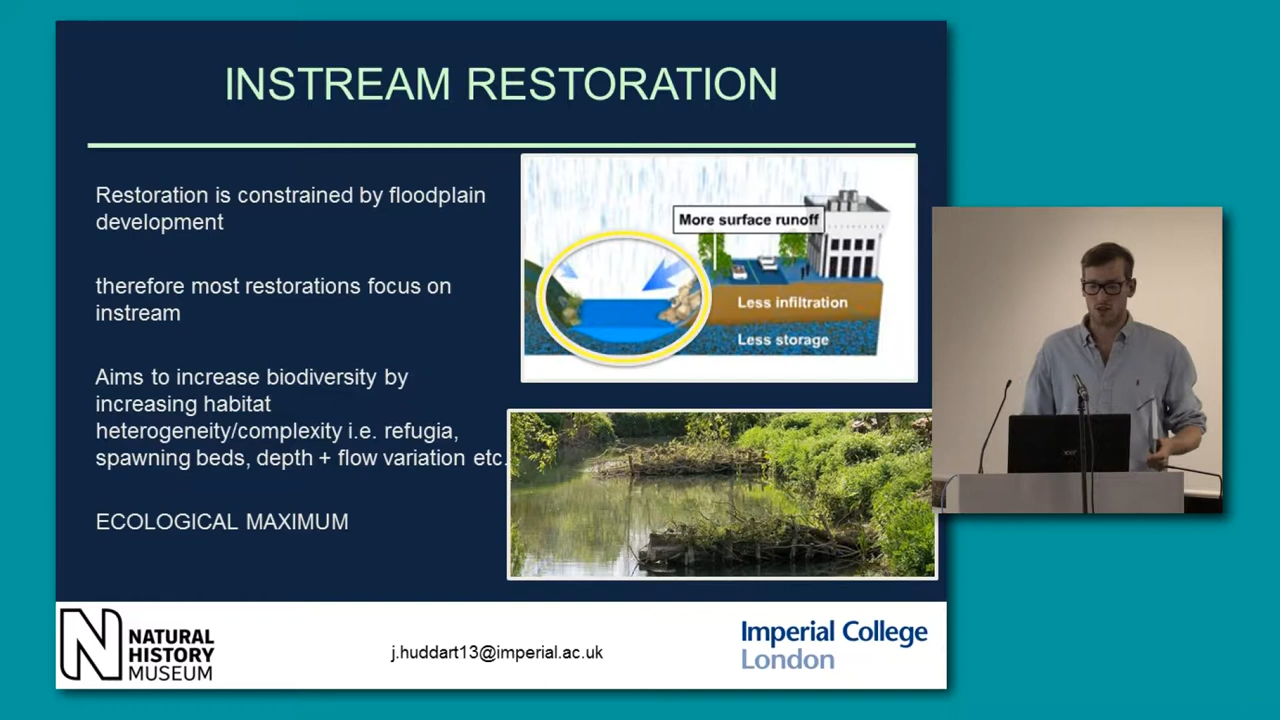 INSTREAM RESTORATION
Restoration is constrained by floodplain
development
therefore most restorations focus on
instream
Aims to increase biodiversity by
increasing habitat
heterogeneity/complexity i.e. refugia,
spawning beds, depth + flow variation etc.
ECOLOGICAL MAXIMUM
More surface runoff
Less infiltration
Less storage
acer
NATURAL
HISTORY
MUSEUM
j.huddart13@imperial.ac.uk
Imperial College
London